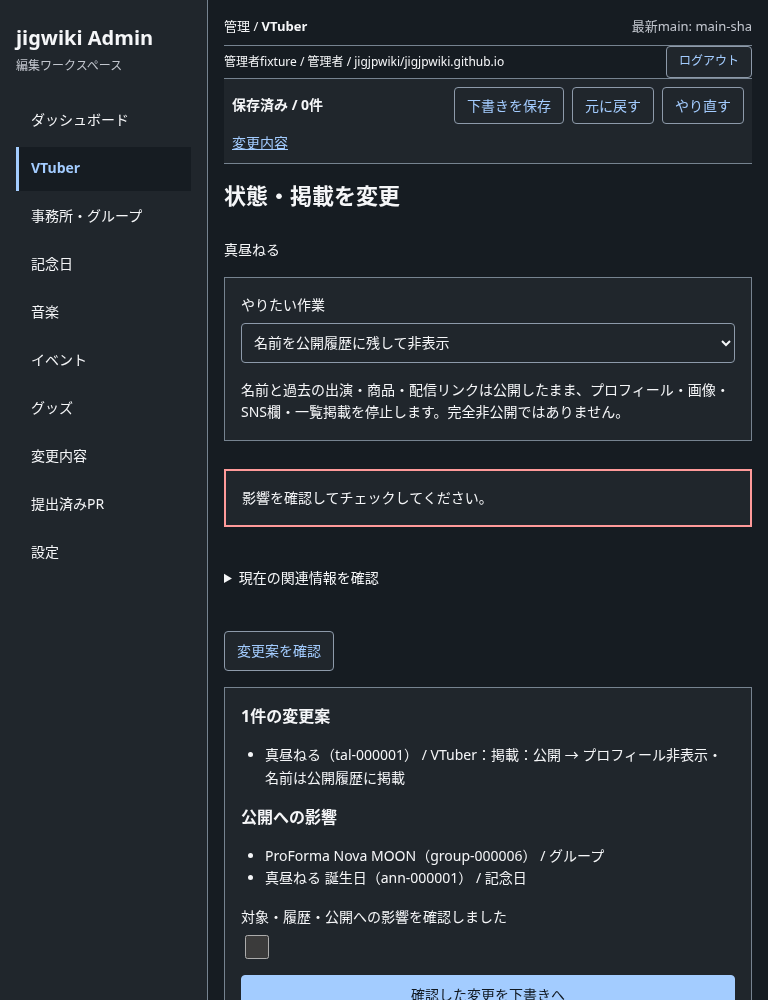 jigwiki Admin
編集ワークスペース
ダッシュボード
VTuber
事務所・グループ
記念日
音楽
イベント
グッズ
変更内容
提出済みPR
設定
管理 / VTuber
最新main: main-sha
管理者fixture / 管理者 / jigjpwiki/jigjpwiki.github.io
ログアウト
保存済み / 0件
下書きを保存
元に戻す
やり直す
変更内容
状態・掲載を変更
真昼ねる
やりたい作業
名前を公開履歴に残して非表示
名前と過去の出演・商品・配信リンクは公開したまま、プロフィール・画像・
SNS欄・一覧掲載を停止します。完全非公開ではありません。
影響を確認してチェックしてください。
▶ 現在の関連情報を確認
変更案を確認
1件の変更案
• 真昼ねる（tal-000001） / VTuber：掲載：公開 → プロフィール非表示・
名前は公開履歴に掲載
公開への影響
• ProForma Nova MOON（group-000006） / グループ
• 真昼ねる 誕生日（ann-000001） / 記念日
対象・履歴・公開への影響を確認しました
確認した変更を下書きへ